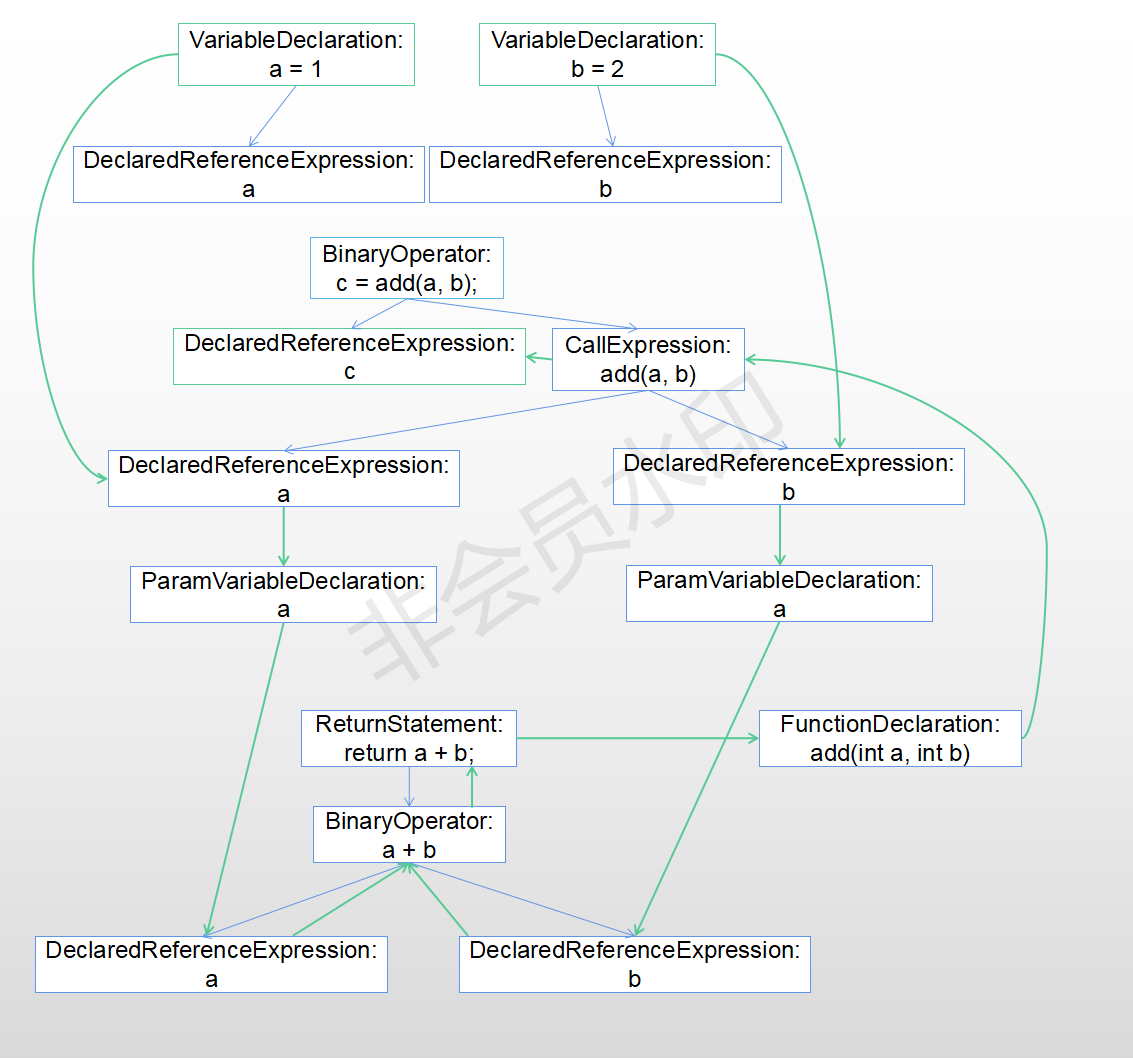 VariableDeclaration:
a = 1
VariableDeclaration:
b = 2
DeclaredReferenceExpression:
a
DeclaredReferenceExpression:
b
BinaryOperator:
c = add(a, b);
DeclaredReferenceExpression:
c
CallExpression:
add(a, b)
DeclaredReferenceExpression:
a
DeclaredReferenceExpression:
b
ParamVariableDeclaration:
a
ParamVariableDeclaration:
a
ReturnStatement:
return a + b;
FunctionDeclaration:
add(int a, int b)
BinaryOperator:
a + b
DeclaredReferenceExpression:
a
DeclaredReferenceExpression:
b
非会员水印